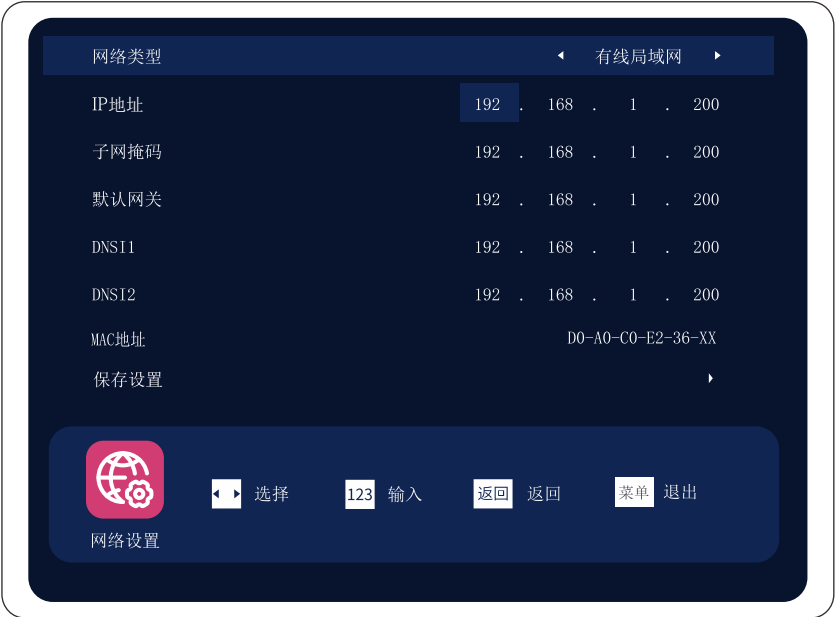 网络类型 有线局域网
IP地址 192 . 168 . 1 . 200
子网掩码 192 . 168 . 1 . 200
默认网关 192 . 168 . 1 . 200
DNSI1 192 . 168 . 1 . 200
DNSI2 192 . 168 . 1 . 200
MAC地址 D0-A0-C0-E2-36-XX
保存设置
选择 123 输入 返回 返回 菜单 退出
网络设置